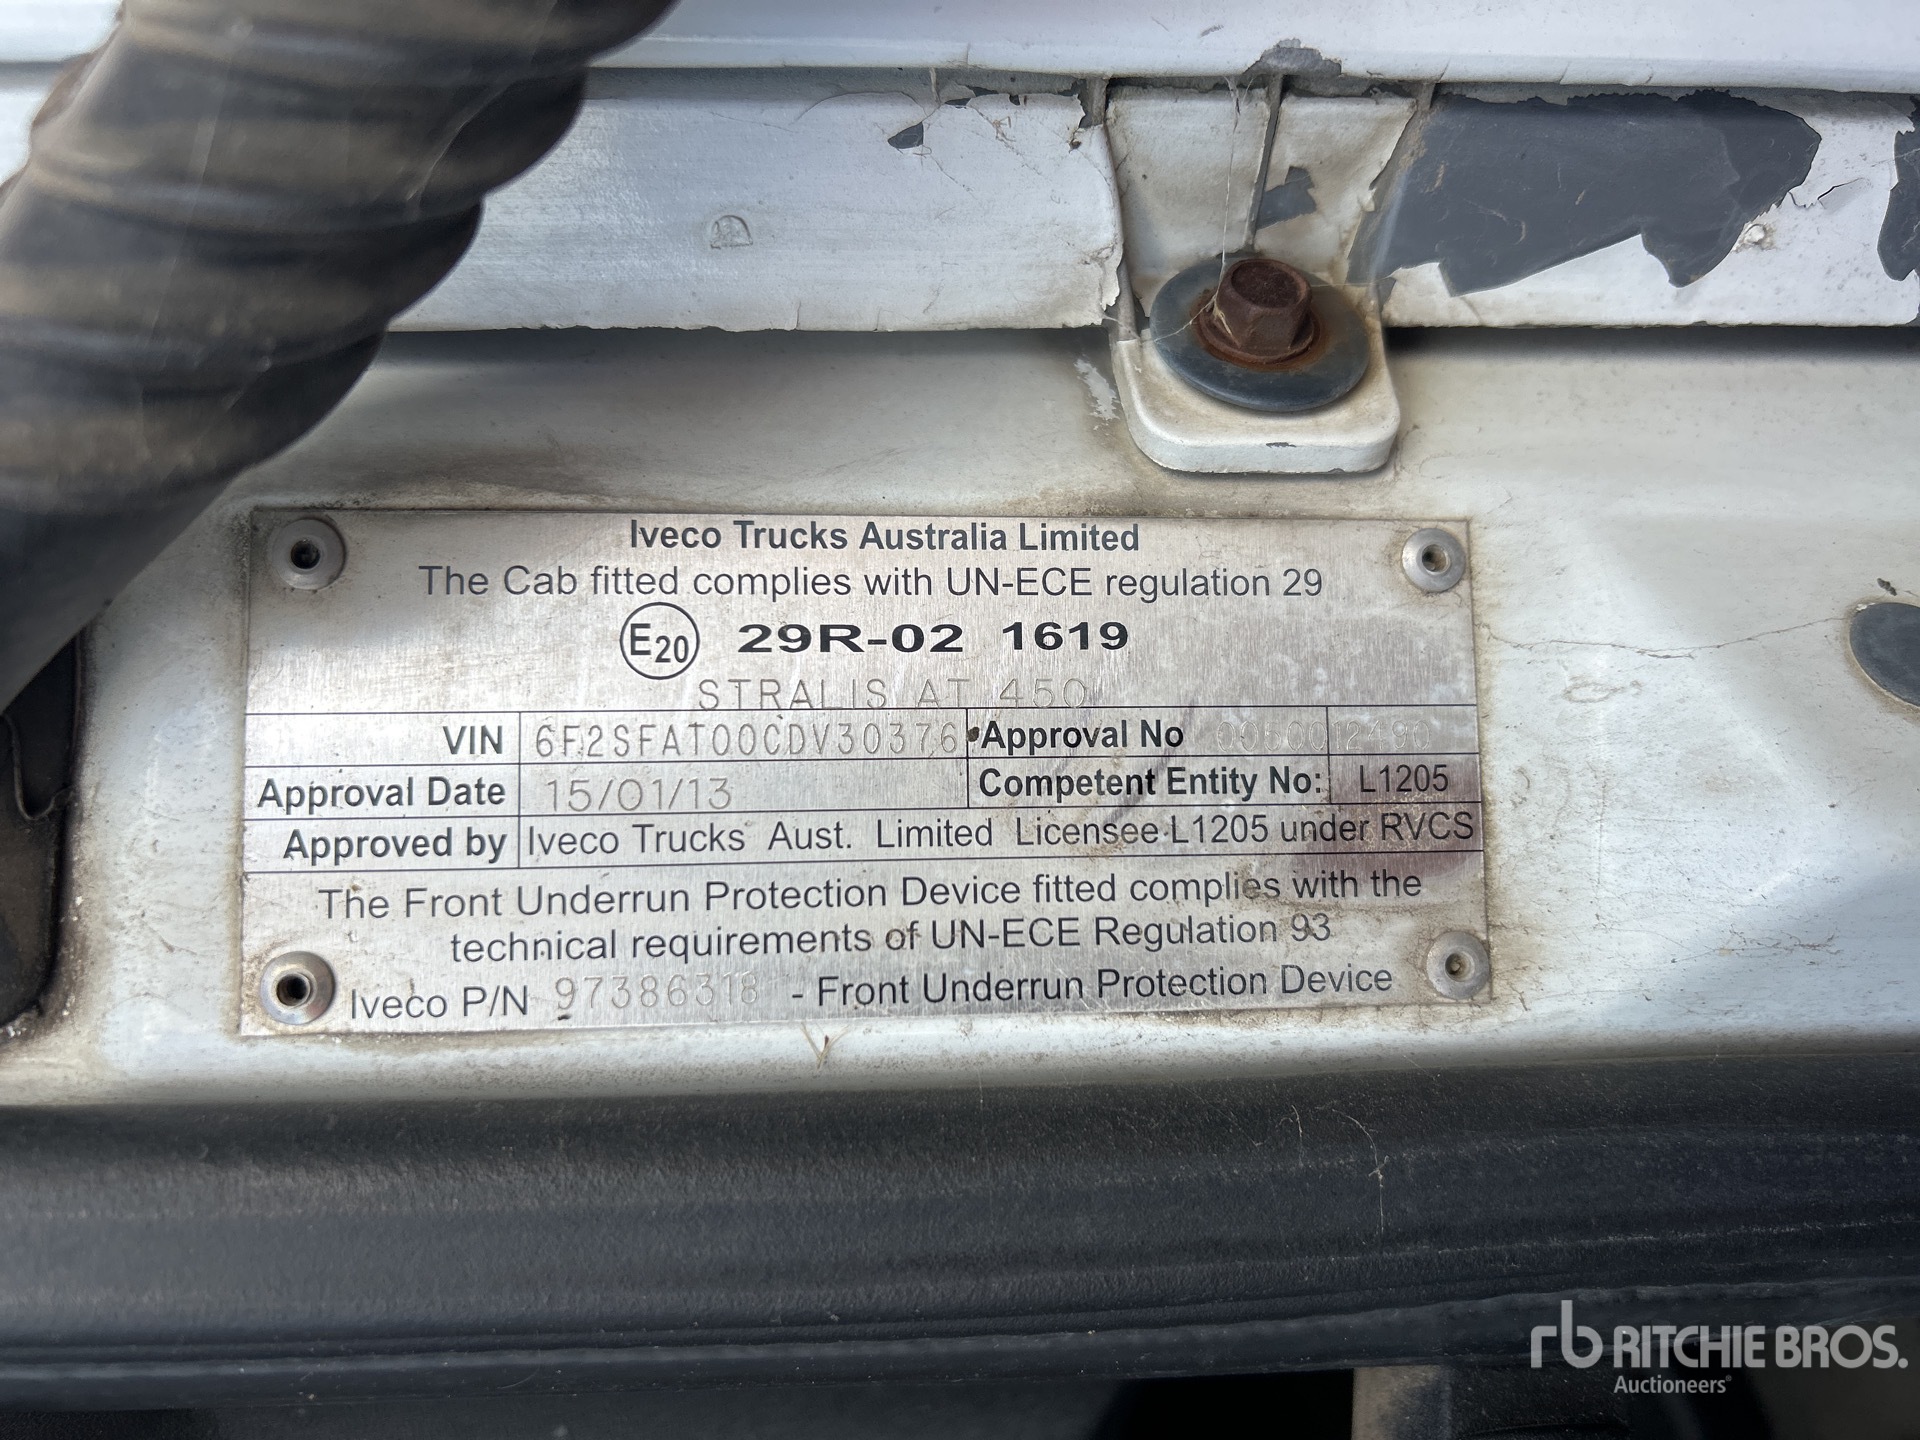 Iveco Trucks Australia Limited
The Cab fitted complies with UN-ECE regulation 29
E20 29R-02 1619
STRALIS AT 450
VIN 6F2SFAT00CDV30376 Approval No
Approval Date 15/01/13 Competent Entity No: L1205
Approved by Iveco Trucks Aust. Limited Licensee L1205 under RVCS
The Front Underrun Protection Device fitted complies with the
technical requirements of UN-ECE Regulation 93
Iveco P/N 97386318 - Front Underrun Protection Device
rb RITCHIE BROS.
Auctioneers